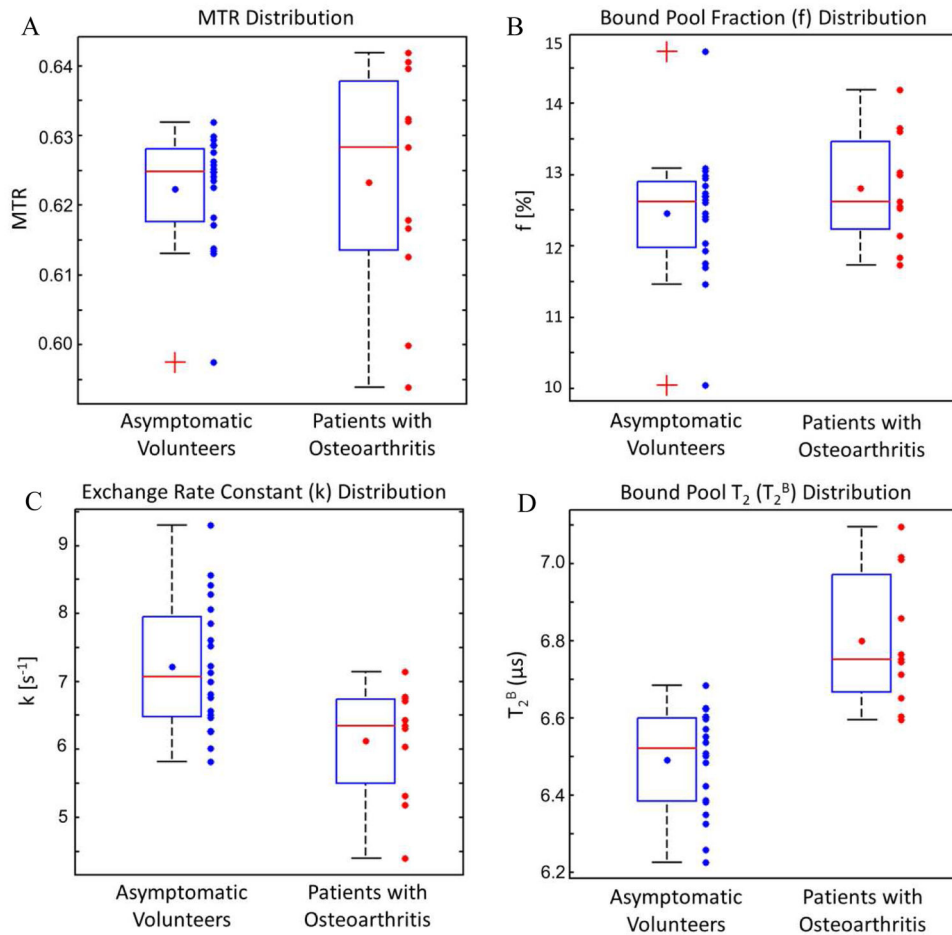 A
MTR Distribution
MTR
0.64
0.63
0.62
0.61
0.60
Asymptomatic
Volunteers
Patients with
Osteoarthritis
B
Bound Pool Fraction (f) Distribution
f [%]
15
14
13
12
11
10
Asymptomatic
Volunteers
Patients with
Osteoarthritis
C
Exchange Rate Constant (k) Distribution
k [s⁻¹]
9
8
7
6
5
Asymptomatic
Volunteers
Patients with
Osteoarthritis
D
Bound Pool T₂ (T₂ᴮ) Distribution
T₂ᴮ (μs)
7.0
6.8
6.6
6.4
6.2
Asymptomatic
Volunteers
Patients with
Osteoarthritis